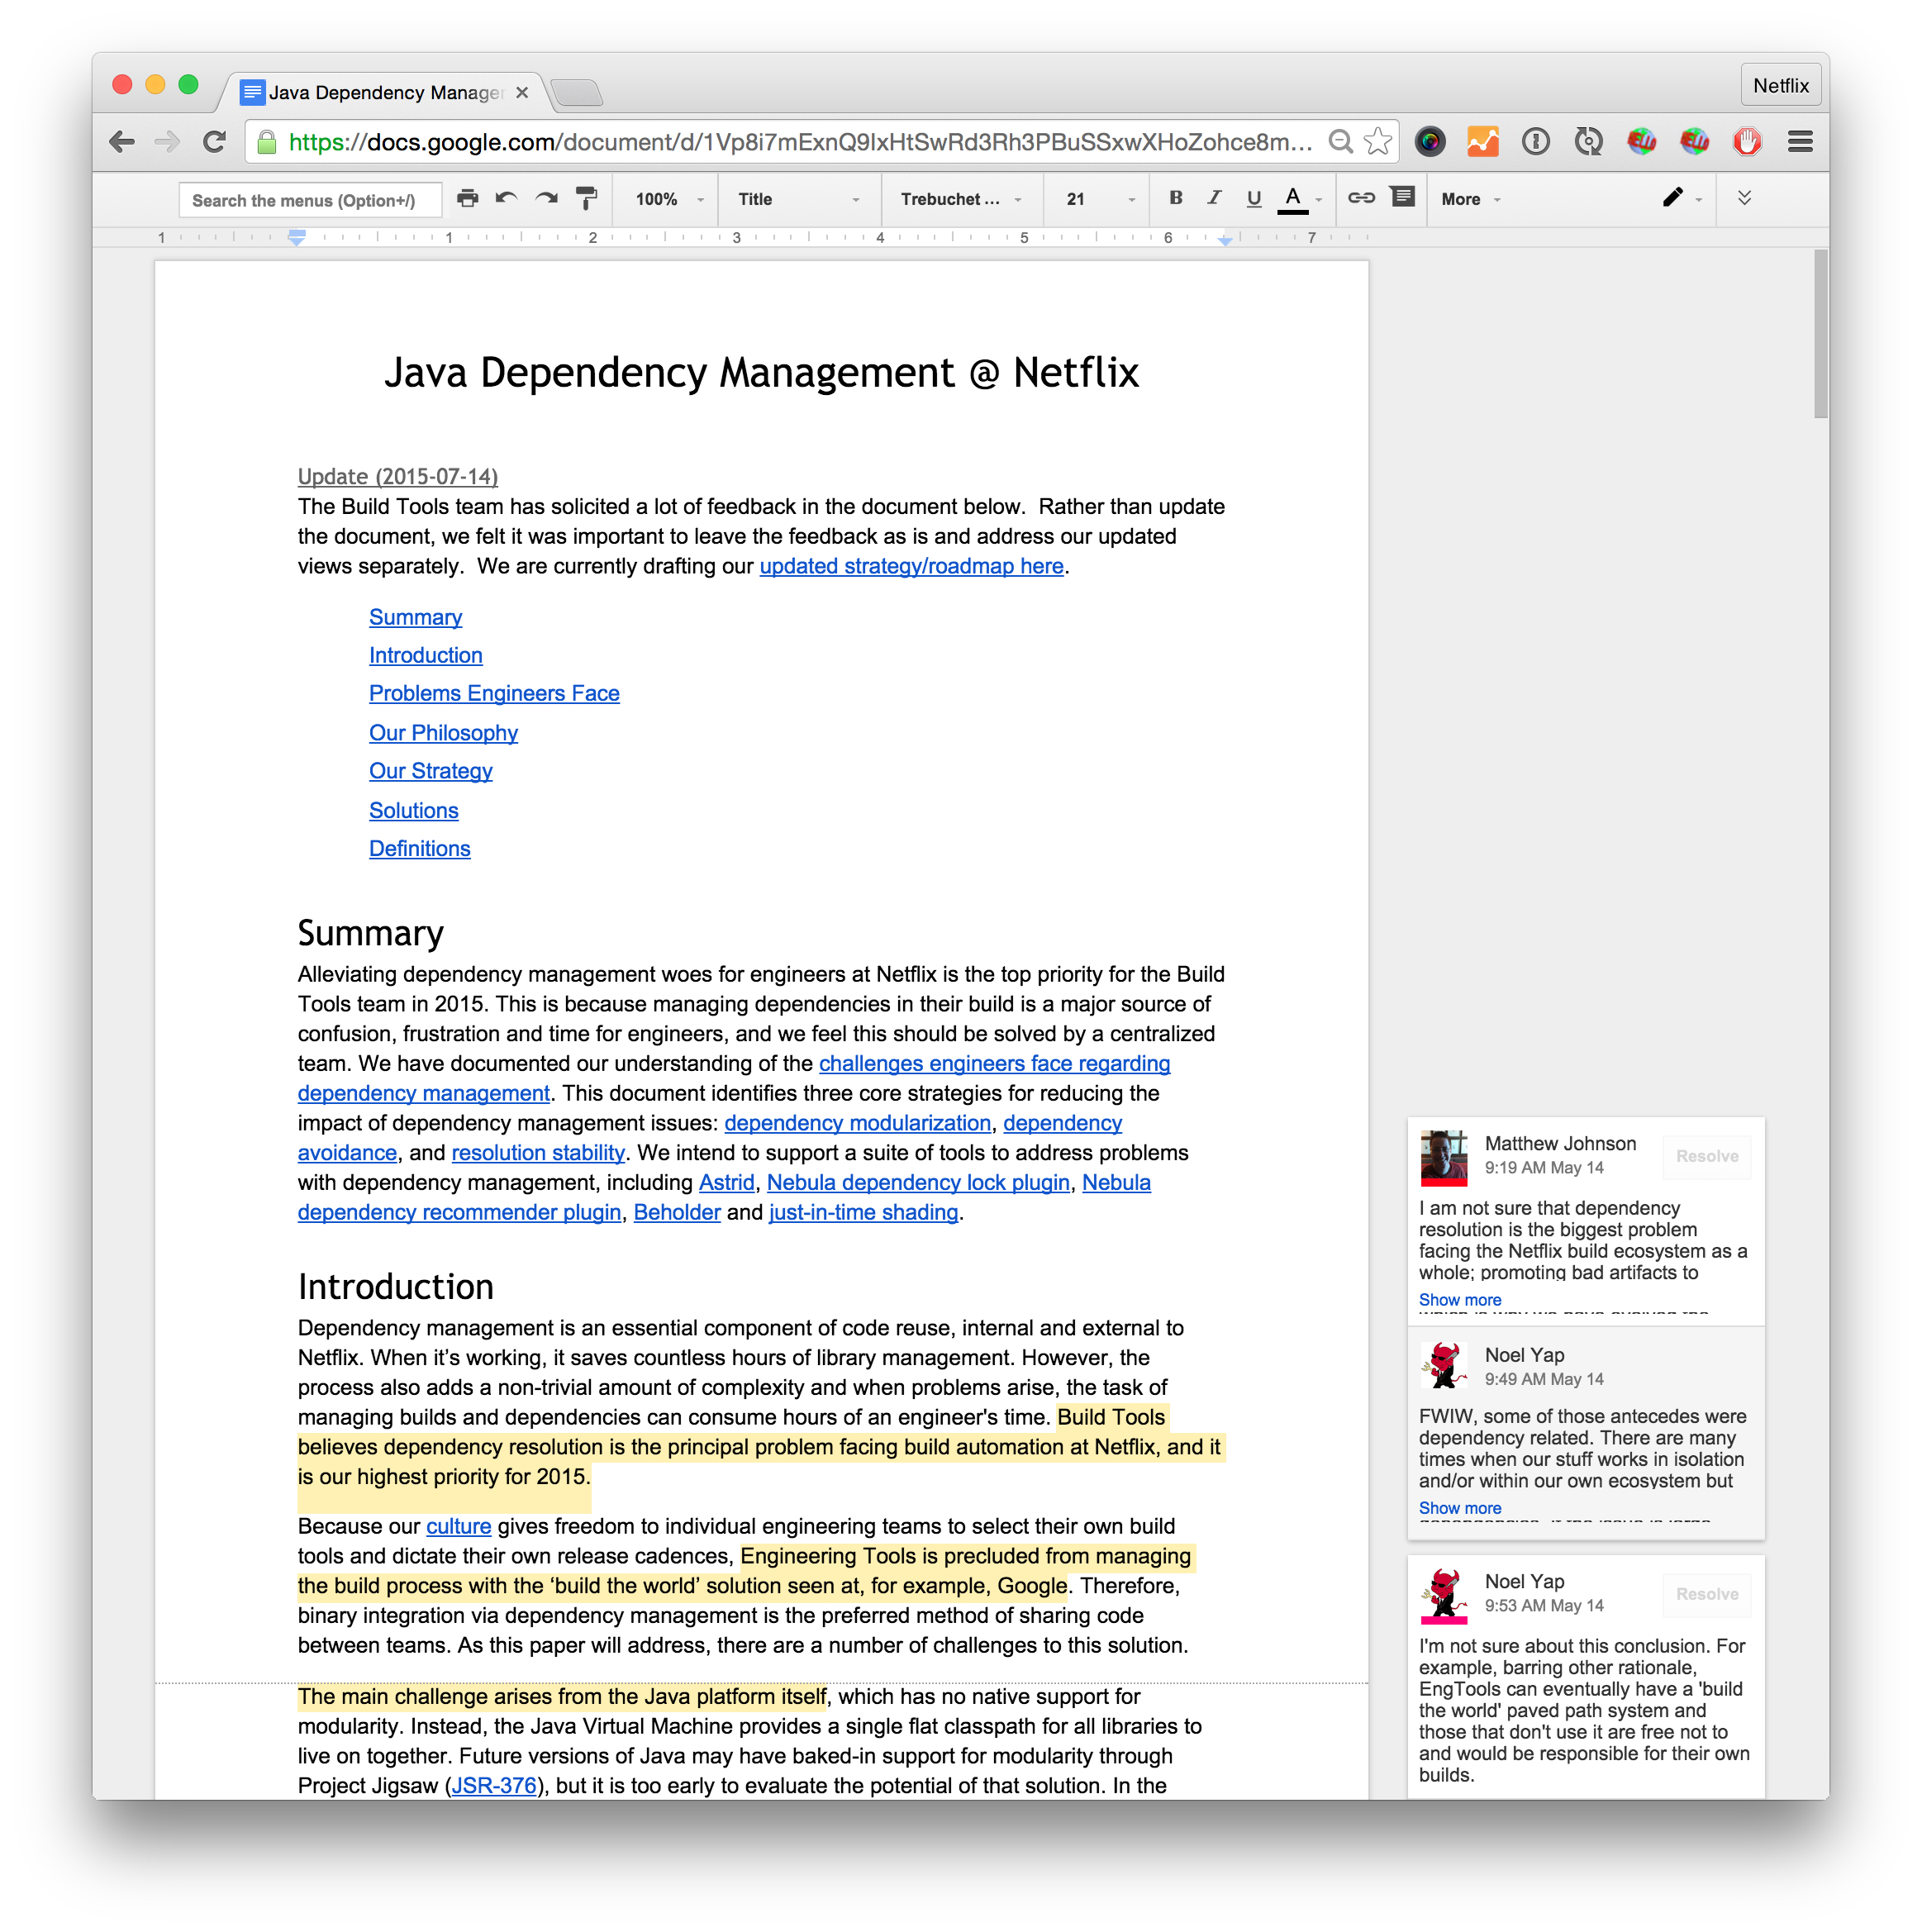 Java Dependency Manager
Netflix
https://docs.google.com/document/d/1Vp8i7mExnQ9IxHtSwRd3Rh3PBuSSxwXHoZohce8m...
Search the menus (Option+/)
100%
Title
Trebuchet ...
21
B I U A
More
1 1 2 3 4 5 6 7
Java Dependency Management @ Netflix
Update (2015-07-14)
The Build Tools team has solicited a lot of feedback in the document below.  Rather than update
the document, we felt it was important to leave the feedback as is and address our updated
views separately.  We are currently drafting our updated strategy/roadmap here.
Summary
Introduction
Problems Engineers Face
Our Philosophy
Our Strategy
Solutions
Definitions
Summary
Alleviating dependency management woes for engineers at Netflix is the top priority for the Build
Tools team in 2015. This is because managing dependencies in their build is a major source of
confusion, frustration and time for engineers, and we feel this should be solved by a centralized
team. We have documented our understanding of the challenges engineers face regarding
dependency management. This document identifies three core strategies for reducing the
impact of dependency management issues: dependency modularization, dependency
avoidance, and resolution stability. We intend to support a suite of tools to address problems
with dependency management, including Astrid, Nebula dependency lock plugin, Nebula
dependency recommender plugin, Beholder and just-in-time shading.
Introduction
Dependency management is an essential component of code reuse, internal and external to
Netflix. When it’s working, it saves countless hours of library management. However, the
process also adds a non-trivial amount of complexity and when problems arise, the task of
managing builds and dependencies can consume hours of an engineer's time. Build Tools
believes dependency resolution is the principal problem facing build automation at Netflix, and it
is our highest priority for 2015.
Because our culture gives freedom to individual engineering teams to select their own build
tools and dictate their own release cadences, Engineering Tools is precluded from managing
the build process with the ‘build the world’ solution seen at, for example, Google. Therefore,
binary integration via dependency management is the preferred method of sharing code
between teams. As this paper will address, there are a number of challenges to this solution.
The main challenge arises from the Java platform itself, which has no native support for
modularity. Instead, the Java Virtual Machine provides a single flat classpath for all libraries to
live on together. Future versions of Java may have baked-in support for modularity through
Project Jigsaw (JSR-376), but it is too early to evaluate the potential of that solution. In the
Matthew Johnson
9:19 AM May 14
Resolve
I am not sure that dependency
resolution is the biggest problem
facing the Netflix build ecosystem as a
whole; promoting bad artifacts to
Show more
Noel Yap
9:49 AM May 14
FWIW, some of those antecedes were
dependency related. There are many
times when our stuff works in isolation
and/or within our own ecosystem but
Show more
Noel Yap
9:53 AM May 14
Resolve
I'm not sure about this conclusion. For
example, barring other rationale,
EngTools can eventually have a 'build
the world' paved path system and
those that don't use it are free not to
and would be responsible for their own
builds.